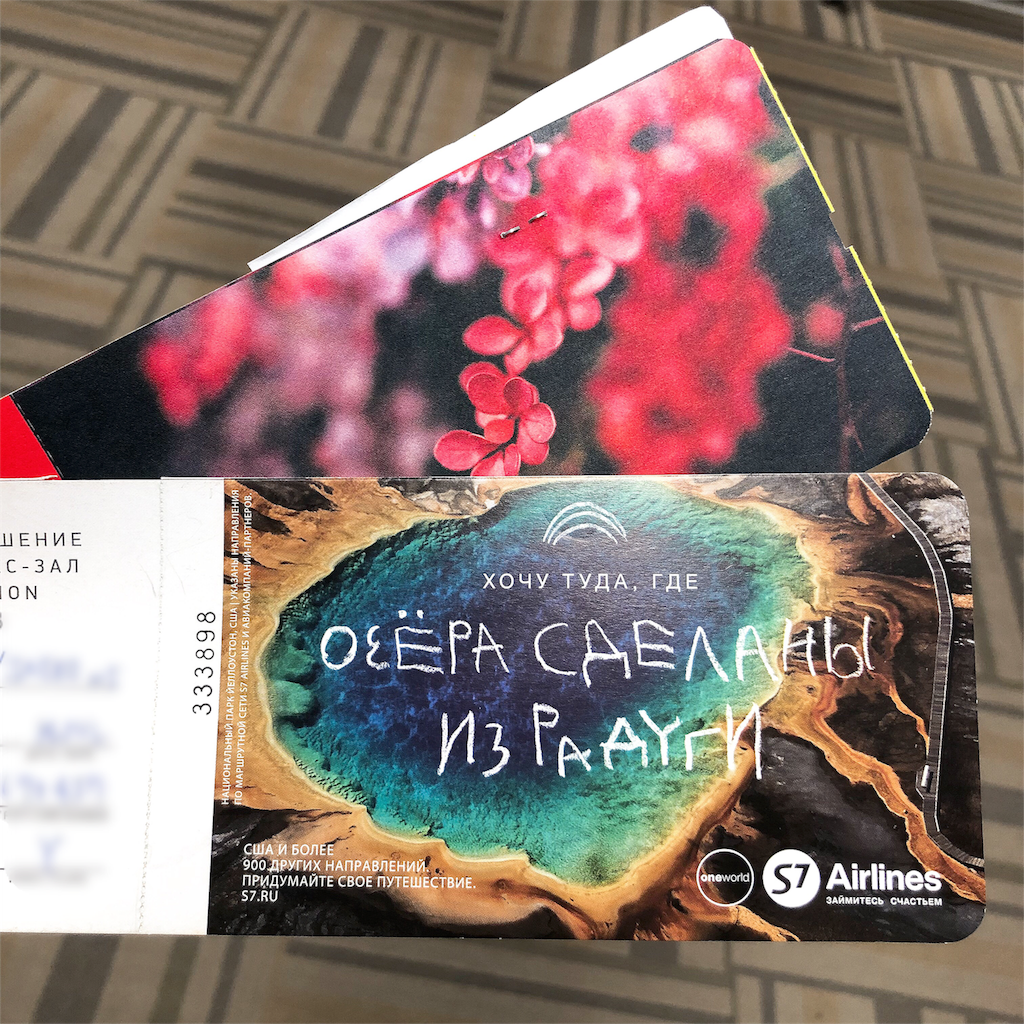 ШЕНИЕ
С-ЗАЛ
ION
333898
НАЦИОНАЛЬНЫЙ ПАРК ЙЕЛЛОУСТОН, США | УКАЗАНЫ НАПРАВЛЕНИЯ
ПО МАРШРУТНОЙ СЕТИ S7 AIRLINES И АВИАКОМПАНИЙ-ПАРТНЕРОВ.
ХОЧУ ТУДА, ГДЕ
ОЗЁРА СДЕЛАНЫ
ИЗ РАДУГИ
США И БОЛЕЕ
900 ДРУГИХ НАПРАВЛЕНИЙ.
ПРИДУМАЙТЕ СВОЕ ПУТЕШЕСТВИЕ.
S7.RU
oneworld
S7 Airlines
ЗАЙМИТЕСЬ СЧАСТЬЕМ